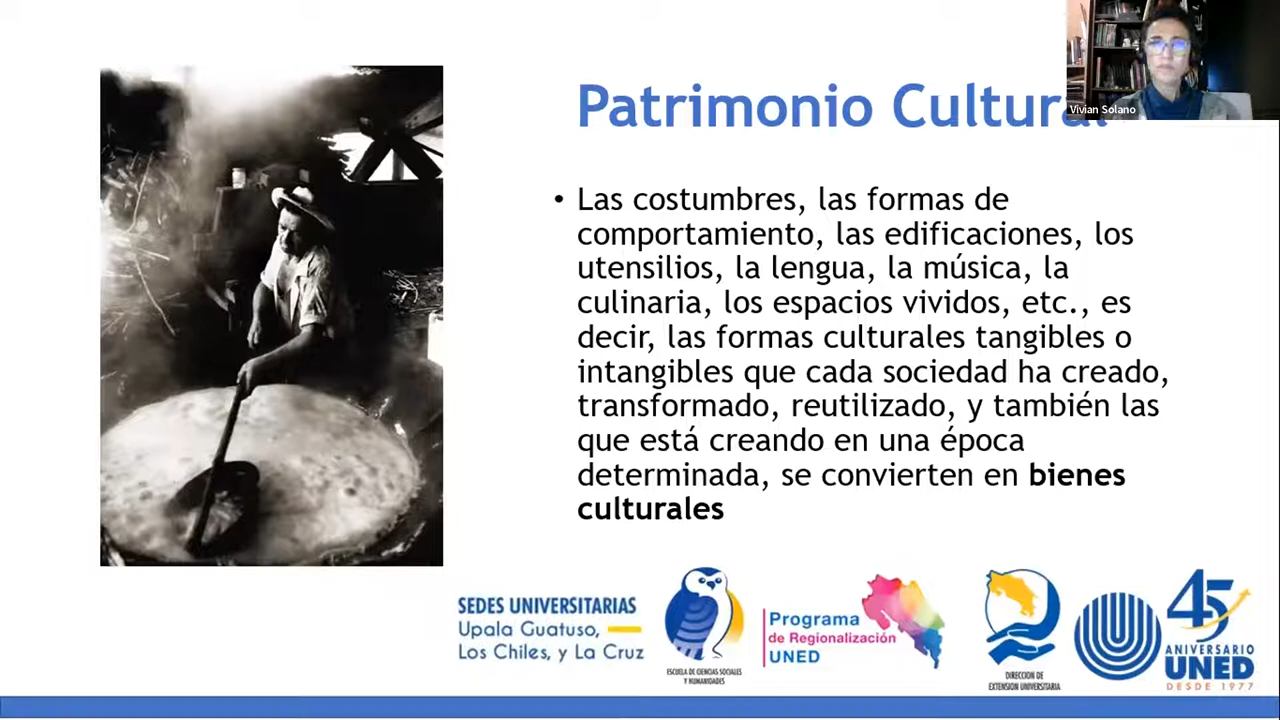 Patrimonio Cultural
Vivian Solano
• Las costumbres, las formas de
comportamiento, las edificaciones, los
utensilios, la lengua, la música, la
culinaria, los espacios vividos, etc., es
decir, las formas culturales tangibles o
intangibles que cada sociedad ha creado,
transformado, reutilizado, y también las
que está creando en una época
determinada, se convierten en bienes
culturales
SEDES UNIVERSITARIAS
Upala Guatuso,
Los Chiles, y La Cruz
ESCUELA DE CIENCIAS SOCIALES
Y HUMANIDADES
Programa
de Regionalización
UNED
DIRECCION DE
EXTENSION UNIVERSITARIA
45
ANIVERSARIO
UNED
DESDE 1977